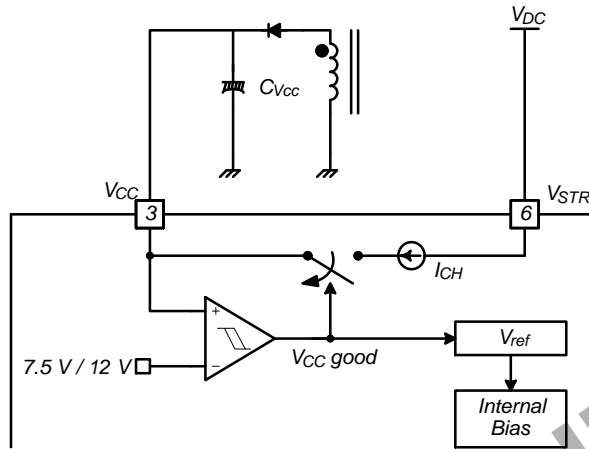 VDC
CVcc
VCC
3
6
VSTR
ICH
+
7.5 V / 12 V
−
VCC good
Vref
Internal
Bias